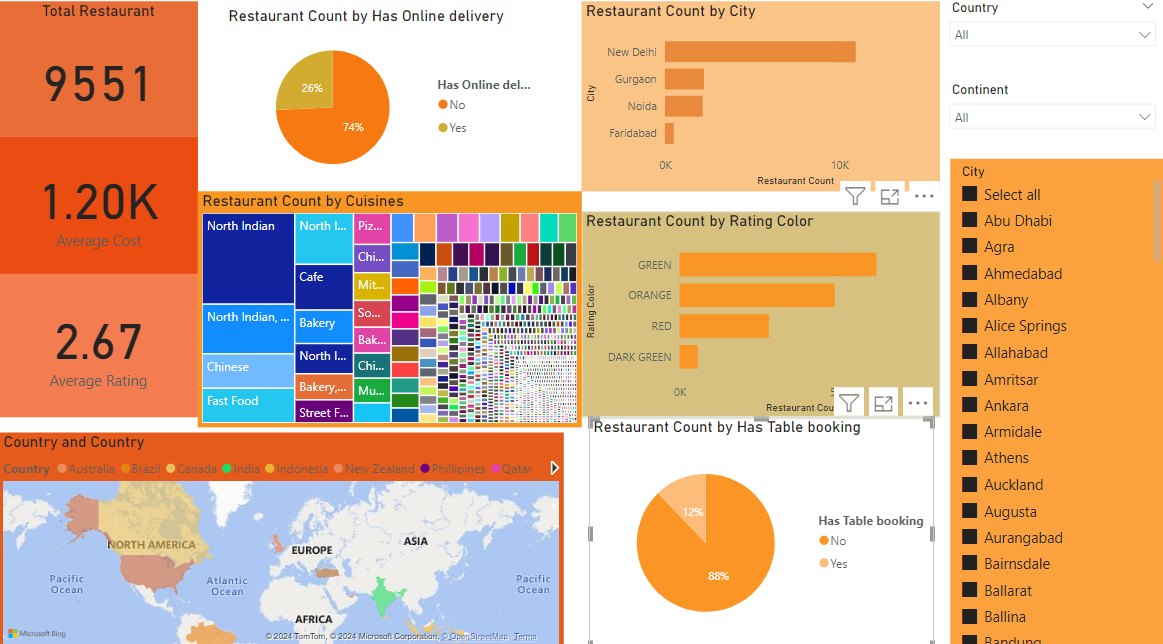 Total Restaurant
9551
1.20K
Average Cost
2.67
Average Rating
Restaurant Count by Has Online delivery
26%
74%
Has Online del...
No
Yes
Restaurant Count by City
City
New Delhi
Gurgaon
Noida
Faridabad
0K
10K
Restaurant Count
Restaurant Count by Cuisines
North Indian
North Indian, ...
Chinese
Fast Food
North I...
Cafe
Bakery
North I...
Bakery,...
Street F...
Piz...
Chi...
Mit...
So...
Bak...
Chi...
Mu...
Restaurant Count by Rating Color
Rating Color
GREEN
ORANGE
RED
DARK GREEN
0K
Restaurant Cou
Country and Country
Country
Australia
Brazil
Canada
India
Indonesia
New Zealand
Phillipines
Qatar
NORTH AMERICA
EUROPE
ASIA
AFRICA
Pacific
Ocean
Atlantic
Ocean
Pacific
Ocean
Microsoft Bing
© 2024 TomTom, © 2024 Microsoft Corporation, © OpenStreetMap Terms
Restaurant Count by Has Table booking
12%
88%
Has Table booking
No
Yes
Country
All
Continent
All
City
Select all
Abu Dhabi
Agra
Ahmedabad
Albany
Alice Springs
Allahabad
Amritsar
Ankara
Armidale
Athens
Auckland
Augusta
Aurangabad
Bairnsdale
Ballarat
Ballina